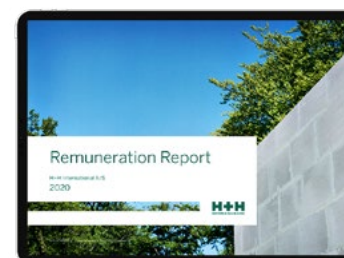 Remuneration Report
H+H International A/S
2020
H+H